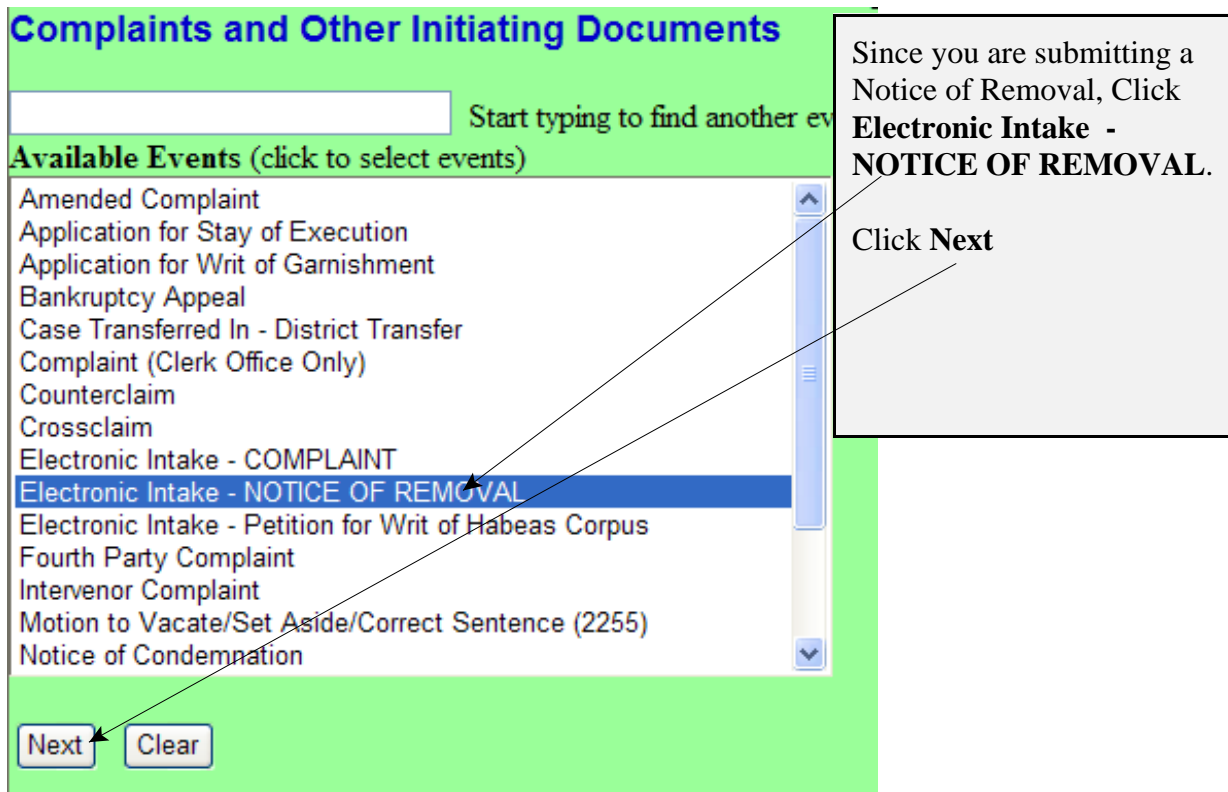 Complaints and Other Initiating Documents
Start typing to find another ev
Available Events (click to select events)
Amended Complaint
Application for Stay of Execution
Application for Writ of Garnishment
Bankruptcy Appeal
Case Transferred In - District Transfer
Complaint (Clerk Office Only)
Counterclaim
Crossclaim
Electronic Intake - COMPLAINT
Electronic Intake - NOTICE OF REMOVAL
Electronic Intake - Petition for Writ of Habeas Corpus
Fourth Party Complaint
Intervenor Complaint
Motion to Vacate/Set Aside/Correct Sentence (2255)
Notice of Condemnation
Next
Clear
Since you are submitting a
Notice of Removal, Click
Electronic Intake -
NOTICE OF REMOVAL.
Click Next